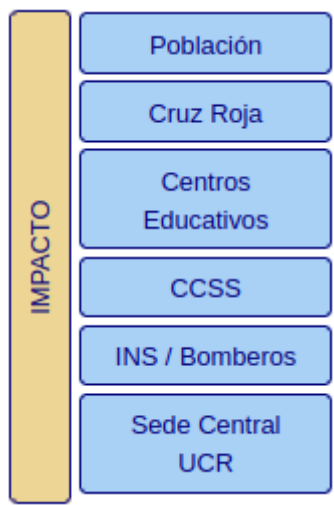 IMPACTO
Población
Cruz Roja
Centros
Educativos
CCSS
INS / Bomberos
Sede Central
UCR